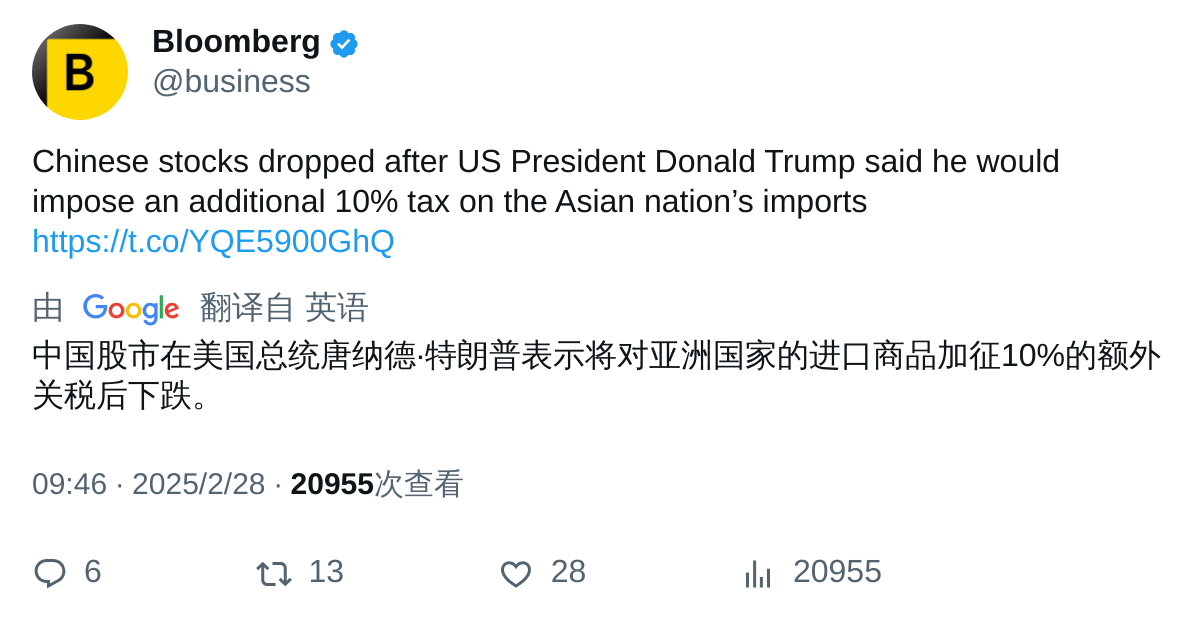 B
Bloomberg
@business
Chinese stocks dropped after US President Donald Trump said he would
impose an additional 10% tax on the Asian nation’s imports
https://t.co/YQE5900GhQ
由 Google 翻译自 英语
中国股市在美国总统唐纳德·特朗普表示将对亚洲国家的进口商品加征10%的额外
关税后下跌。
09:46 · 2025/2/28 · 20955次查看
6 13 28 20955